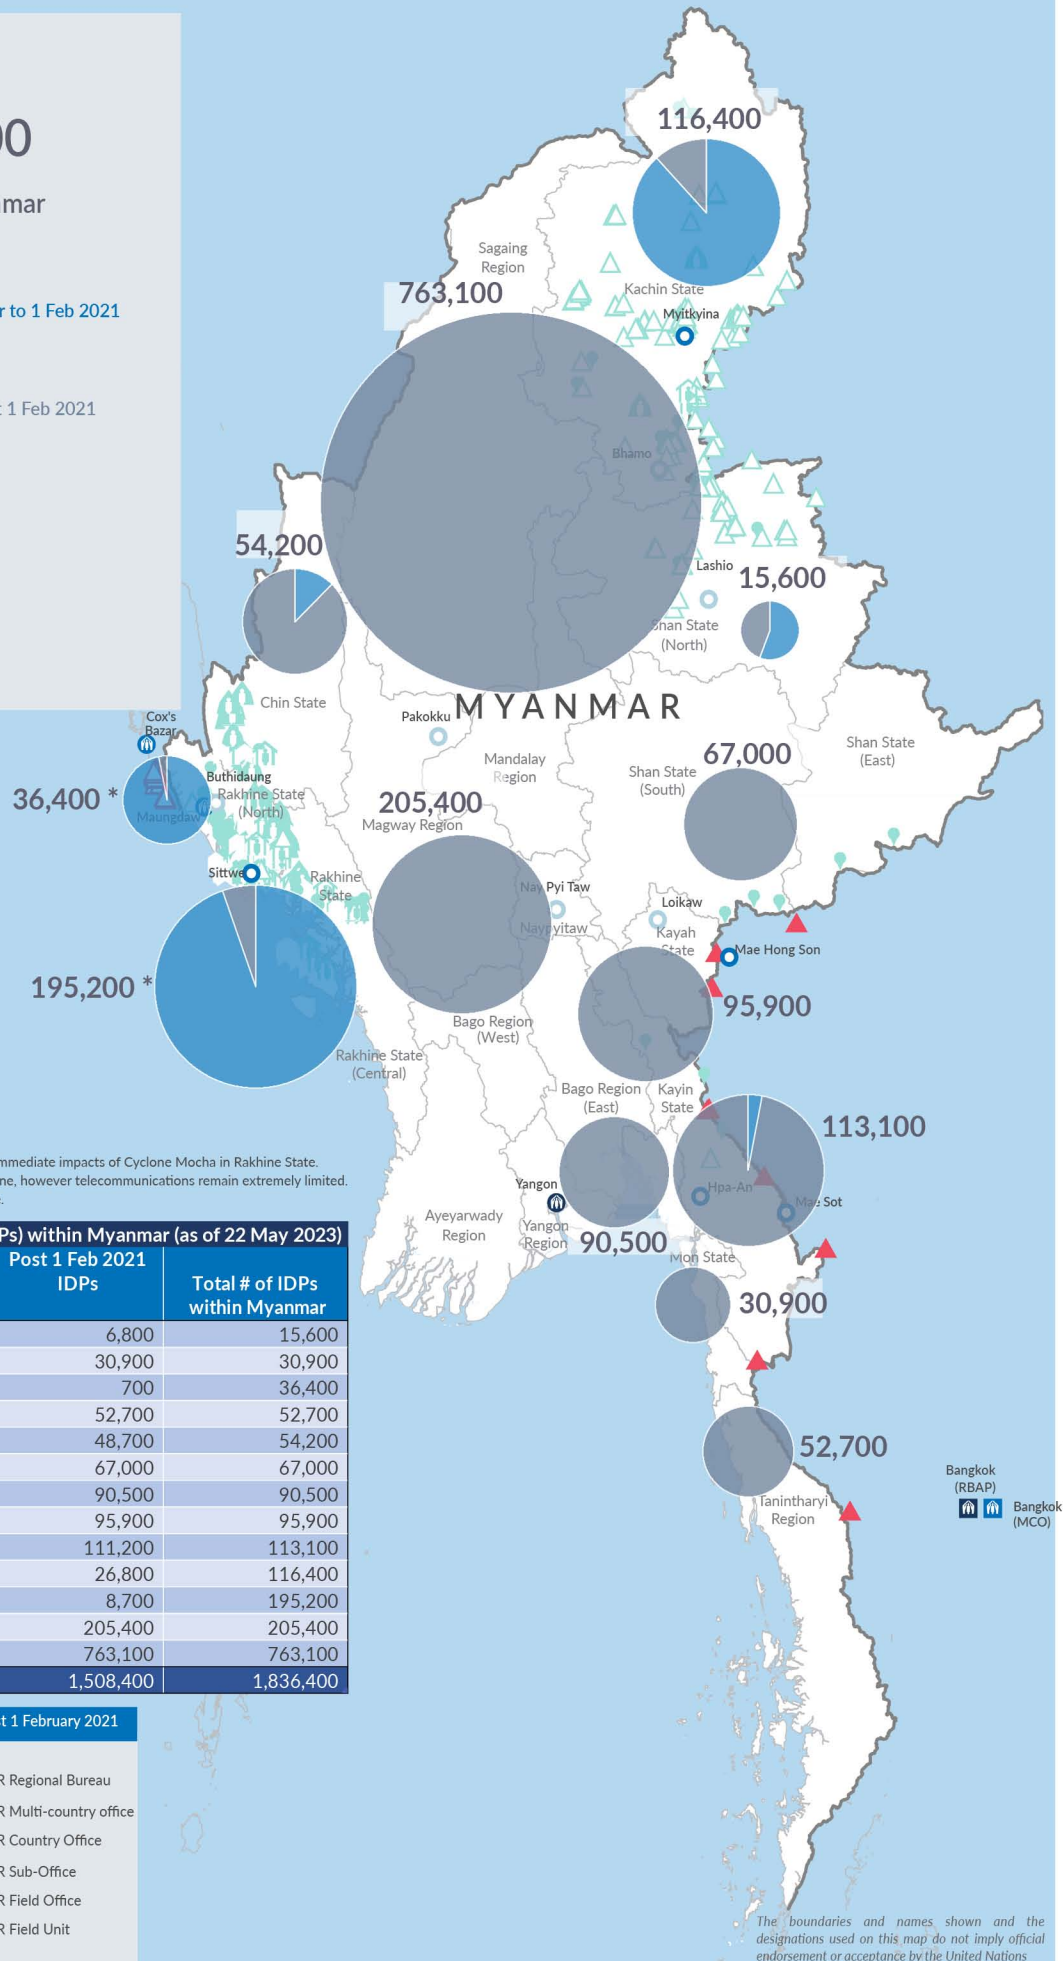 00
mar
r to 1 Feb 2021
t 1 Feb 2021
116,400
Sagaing
Region
763,100
Kachin State
Myitkyina
Bhamo
54,200
Lashio
15,600
Shan State
(North)
Chin State
MYANMAR
Cox's
Bazar
Pakokku
Mandalay
Region
Shan State
(South)
67,000
Shan State
(East)
36,400 *
Buthidaung
Rakhine State
(North)
Maungdaw
205,400
Magway Region
Sittwe
Rakhine
State
Nay Pyi Taw
Naypyitaw
Loikaw
Kayah
State
Mae Hong Son
195,200 *
95,900
Bago Region
(West)
Rakhine State
(Central)
Bago Region
(East)
Kayin
State
113,100
mmediate impacts of Cyclone Mocha in Rakhine State.
ne, however telecommunications remain extremely limited.
Yangon
Hpa-An
Mae Sot
Ayeyarwady
Region
Yangon
Region
90,500
Mon State
30,900
Ps) within Myanmar (as of 22 May 2023)
Post 1 Feb 2021 IDPs Total # of IDPs within Myanmar
6,800 15,600
30,900 30,900
700 36,400
52,700 52,700
48,700 54,200
67,000 67,000
90,500 90,500
95,900 95,900
111,200 113,100
26,800 116,400
8,700 195,200
205,400 205,400
763,100 763,100
1,508,400 1,836,400
52,700
Tanintharyi
Region
Bangkok
(RBAP)
Bangkok
(MCO)
t 1 February 2021
R Regional Bureau
R Multi-country office
R Country Office
R Sub-Office
R Field Office
R Field Unit
The boundaries and names shown and the
designations used on this map do not imply official
endorsement or acceptance by the United Nations